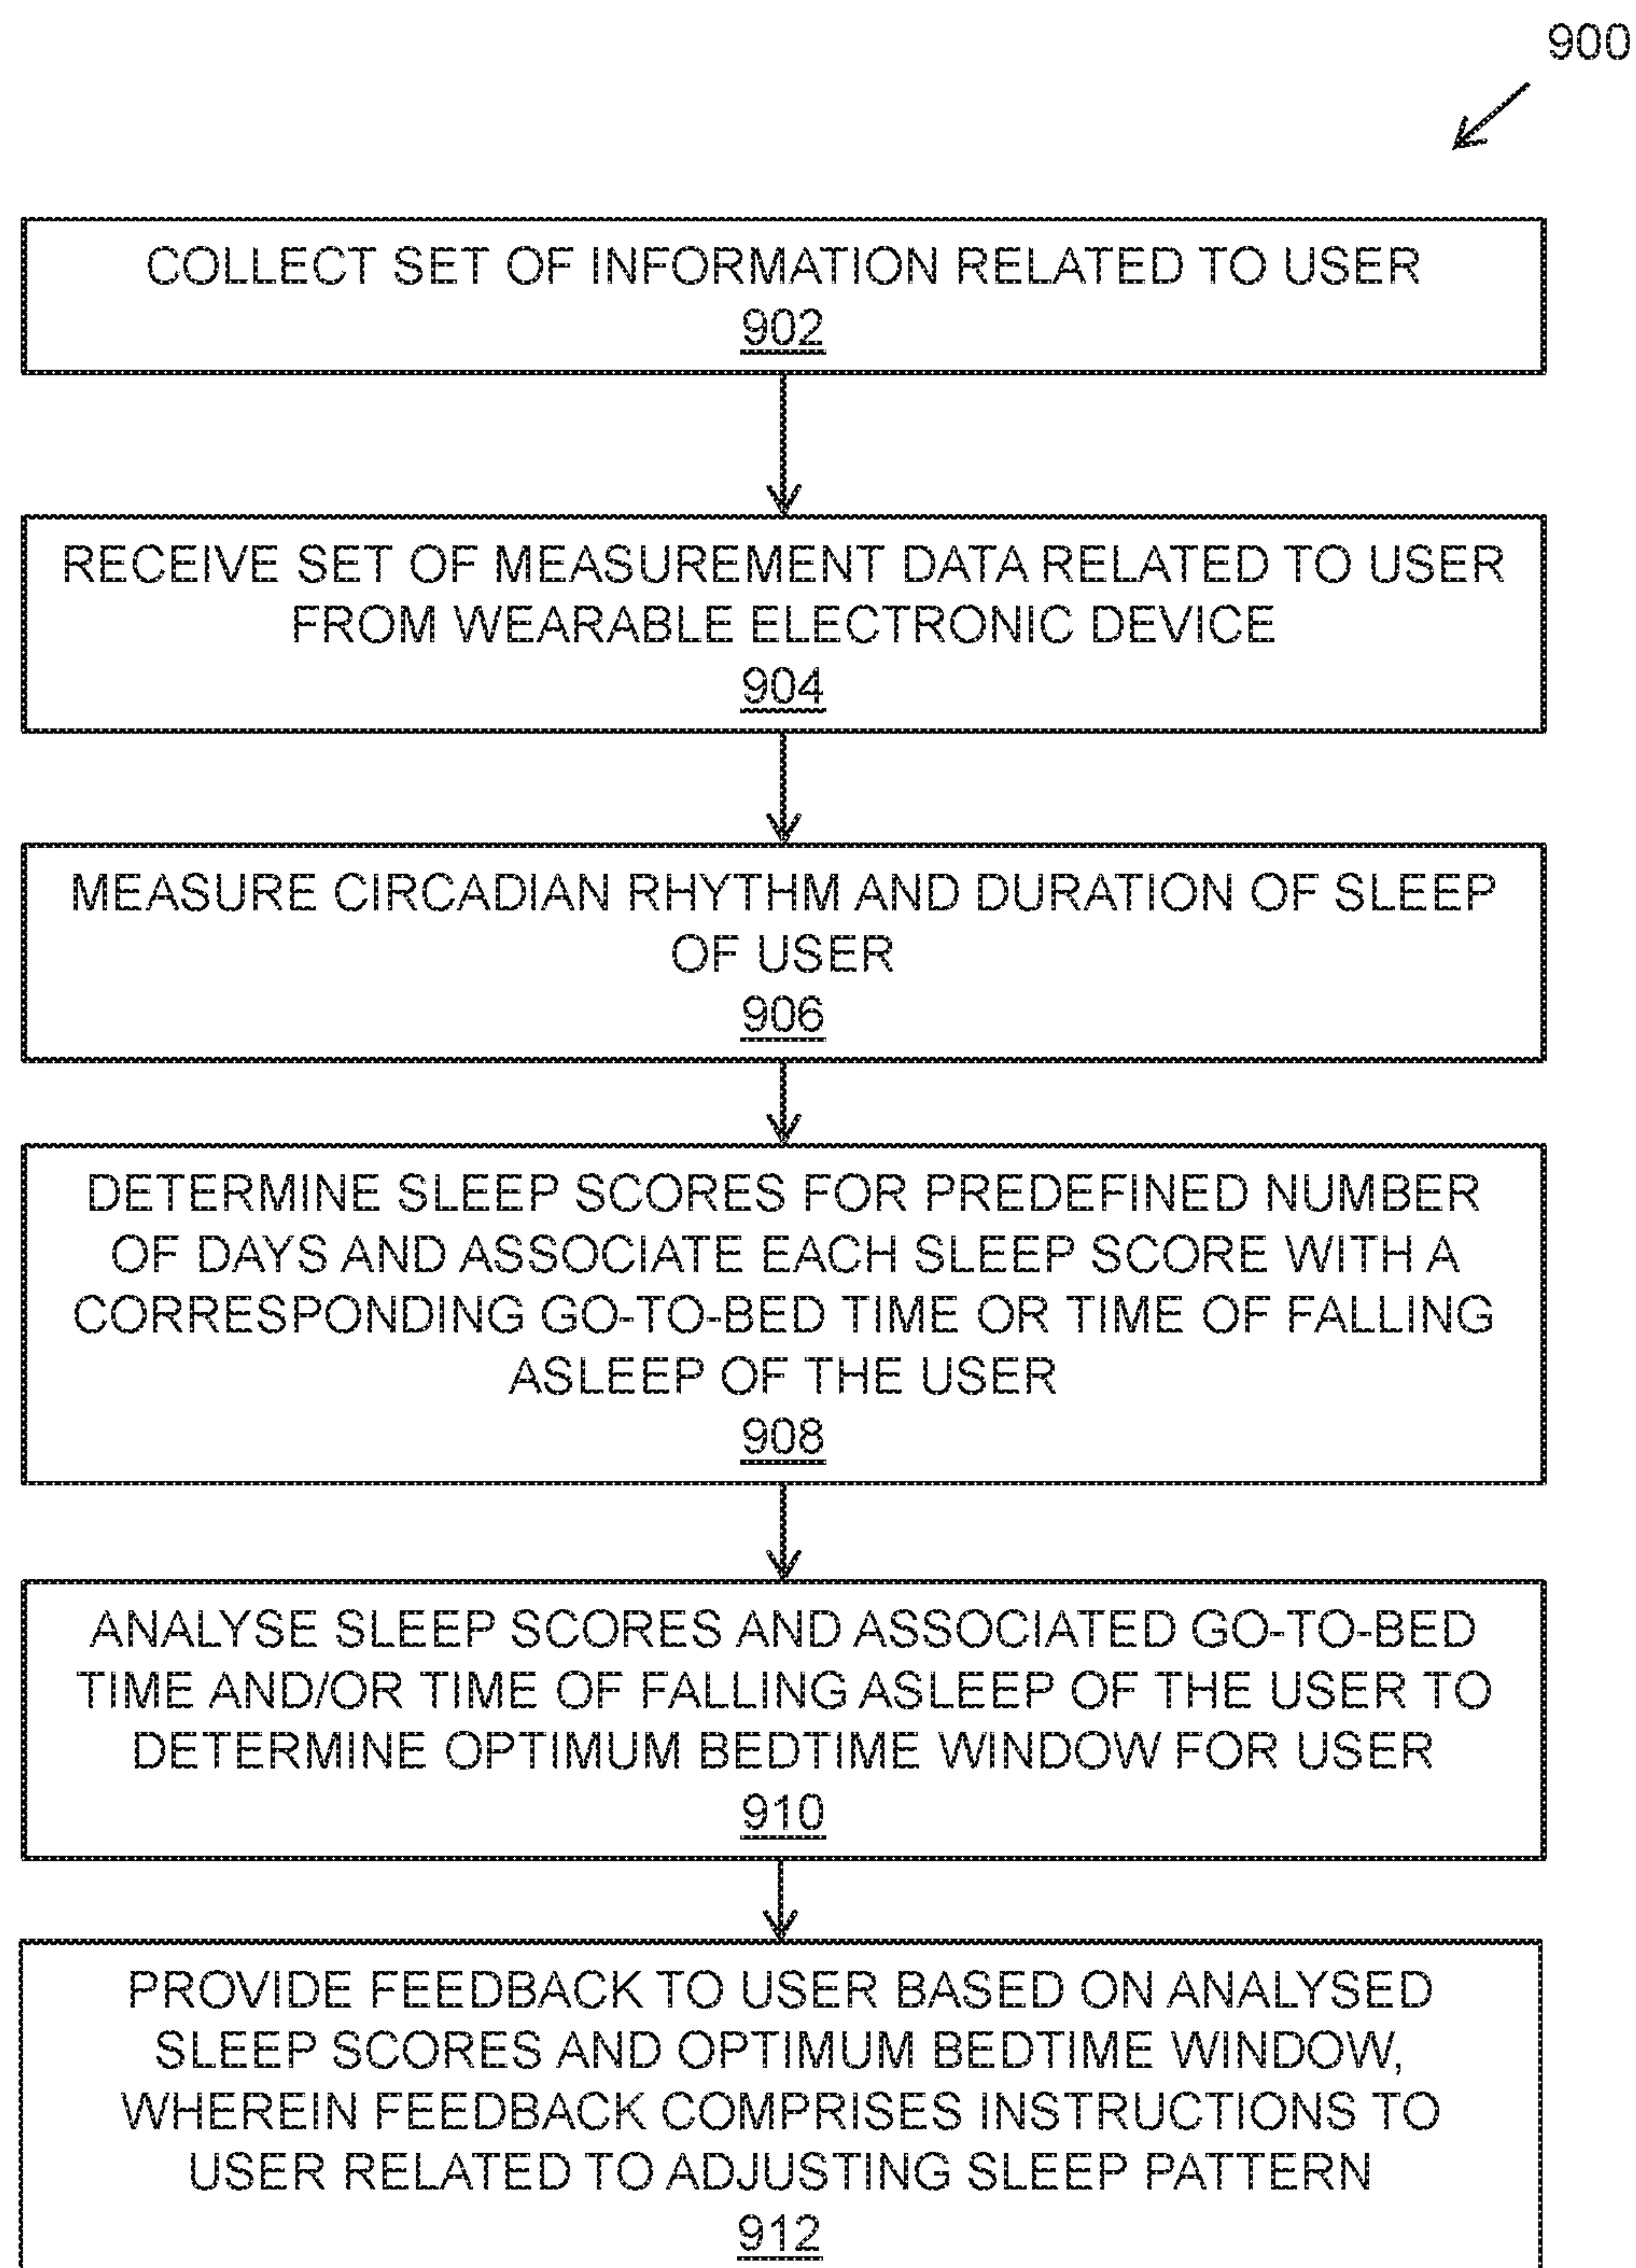 900
COLLECT SET OF INFORMATION RELATED TO USER
902
RECEIVE SET OF MEASUREMENT DATA RELATED TO USER
FROM WEARABLE ELECTRONIC DEVICE
904
MEASURE CIRCADIAN RHYTHM AND DURATION OF SLEEP
OF USER
906
DETERMINE SLEEP SCORES FOR PREDEFINED NUMBER
OF DAYS AND ASSOCIATE EACH SLEEP SCORE WITH A
CORRESPONDING GO-TO-BED TIME OR TIME OF FALLING
ASLEEP OF THE USER
908
ANALYSE SLEEP SCORES AND ASSOCIATED GO-TO-BED
TIME AND/OR TIME OF FALLING ASLEEP OF THE USER TO
DETERMINE OPTIMUM BEDTIME WINDOW FOR USER
910
PROVIDE FEEDBACK TO USER BASED ON ANALYSED
SLEEP SCORES AND OPTIMUM BEDTIME WINDOW,
WHEREIN FEEDBACK COMPRISES INSTRUCTIONS TO
USER RELATED TO ADJUSTING SLEEP PATTERN
912